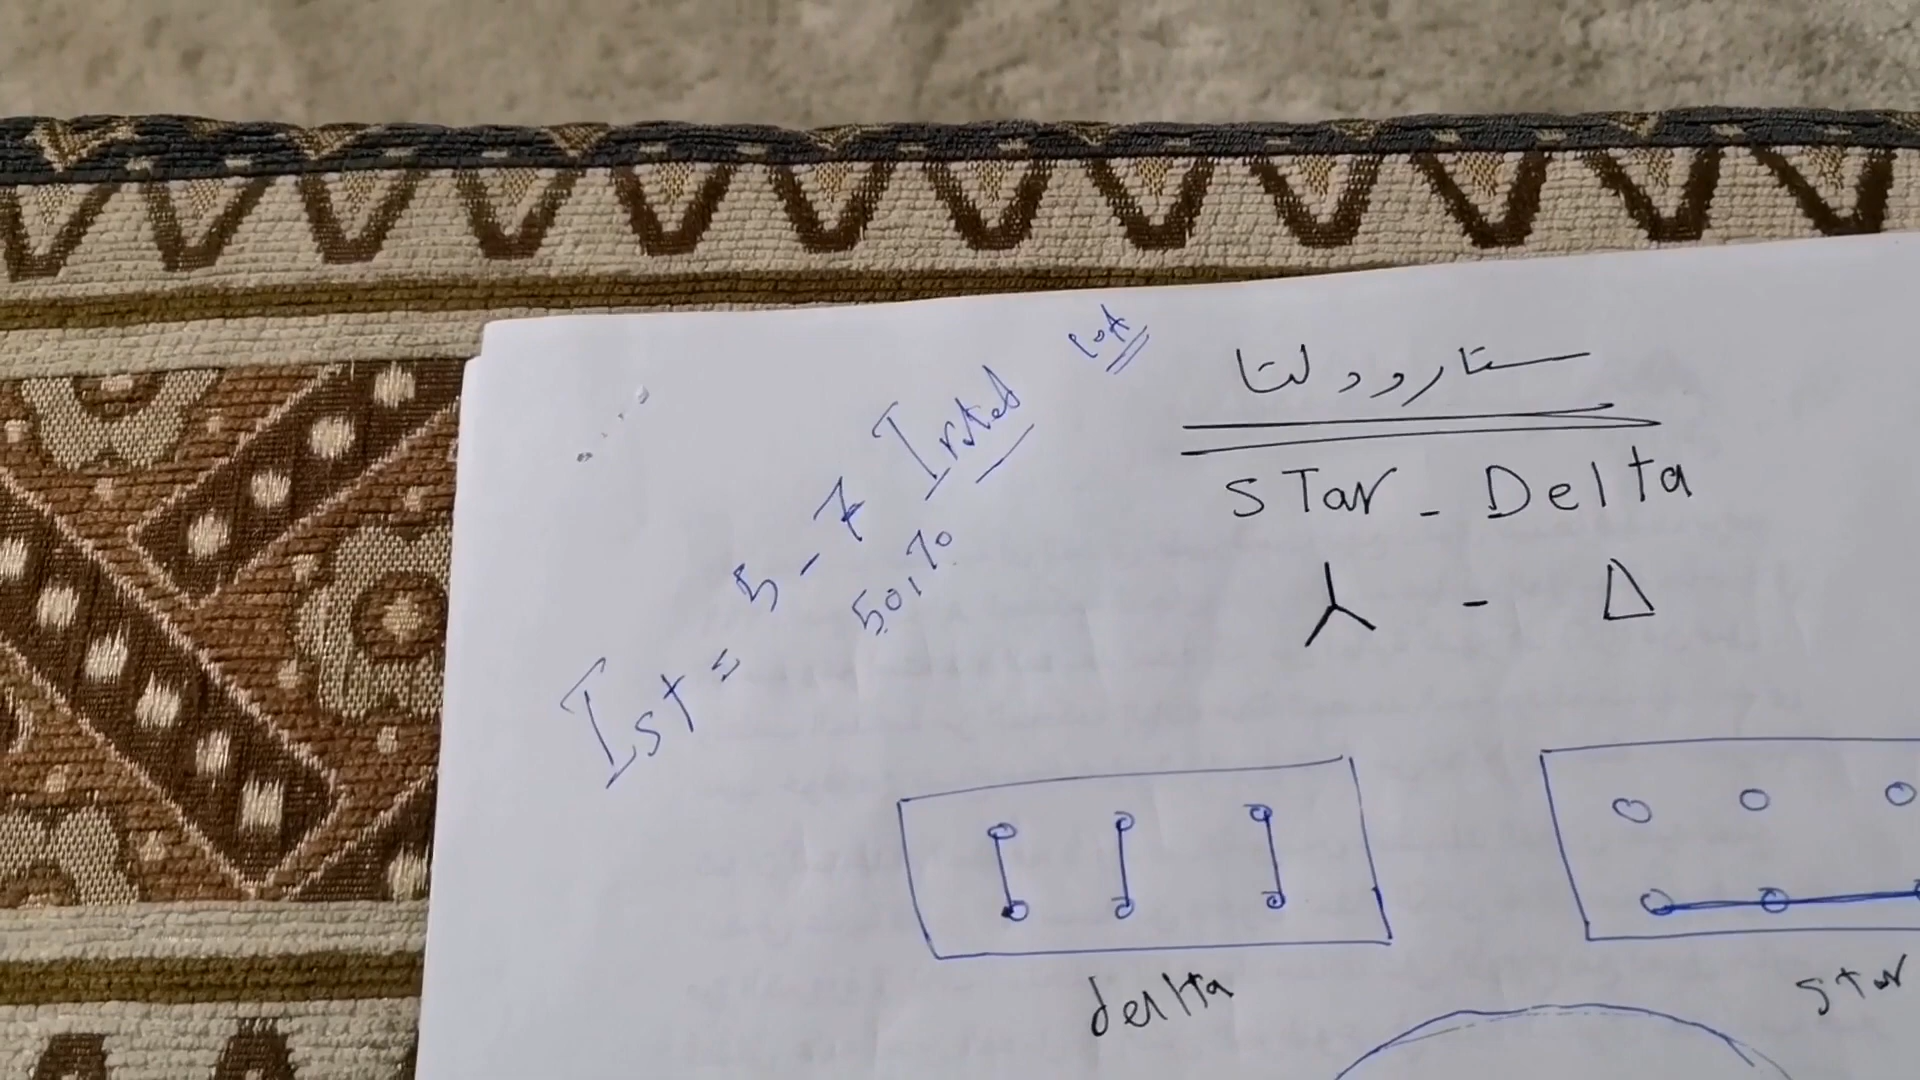 ستار و دلتا
STar - Delta
⅄ - Δ
Ist = 5 - 7 Irated
50%
delta
star